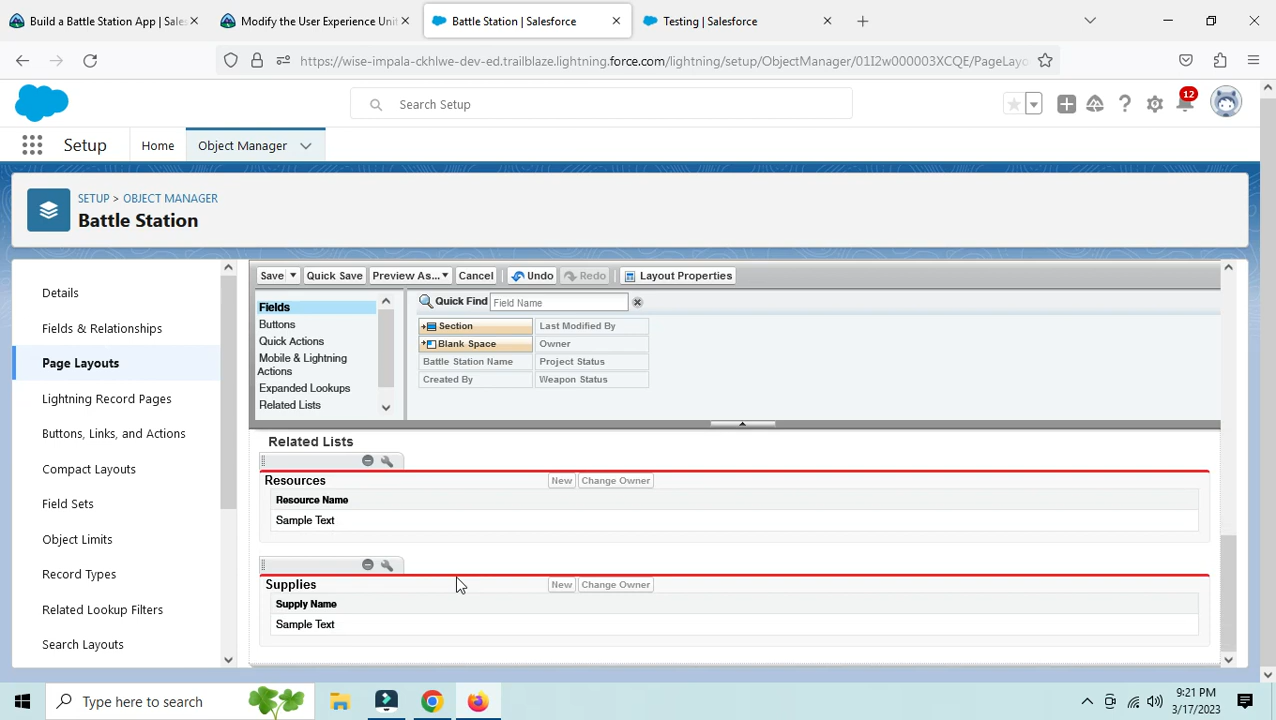 Build a Battle Station App | Sales
Modify the User Experience Unit
Battle Station | Salesforce
Testing | Salesforce
https://wise-impala-ckhlwe-dev-ed.trailblaze.lightning.force.com/lightning/setup/ObjectManager/01I2w000003XCQE/PageLayo
Search Setup
12
Setup
Home
Object Manager
SETUP > OBJECT MANAGER
Battle Station
Details
Fields & Relationships
Page Layouts
Lightning Record Pages
Buttons, Links, and Actions
Compact Layouts
Field Sets
Object Limits
Record Types
Related Lookup Filters
Search Layouts
Save
Quick Save
Preview As...
Cancel
Undo
Redo
Layout Properties
Fields
Buttons
Quick Actions
Mobile & Lightning
Actions
Expanded Lookups
Related Lists
Quick Find
Field Name
Section
Last Modified By
Blank Space
Owner
Battle Station Name
Project Status
Created By
Weapon Status
Related Lists
Resources
New
Change Owner
Resource Name
Sample Text
Supplies
New
Change Owner
Supply Name
Sample Text
Type here to search
9:21 PM
3/17/2023